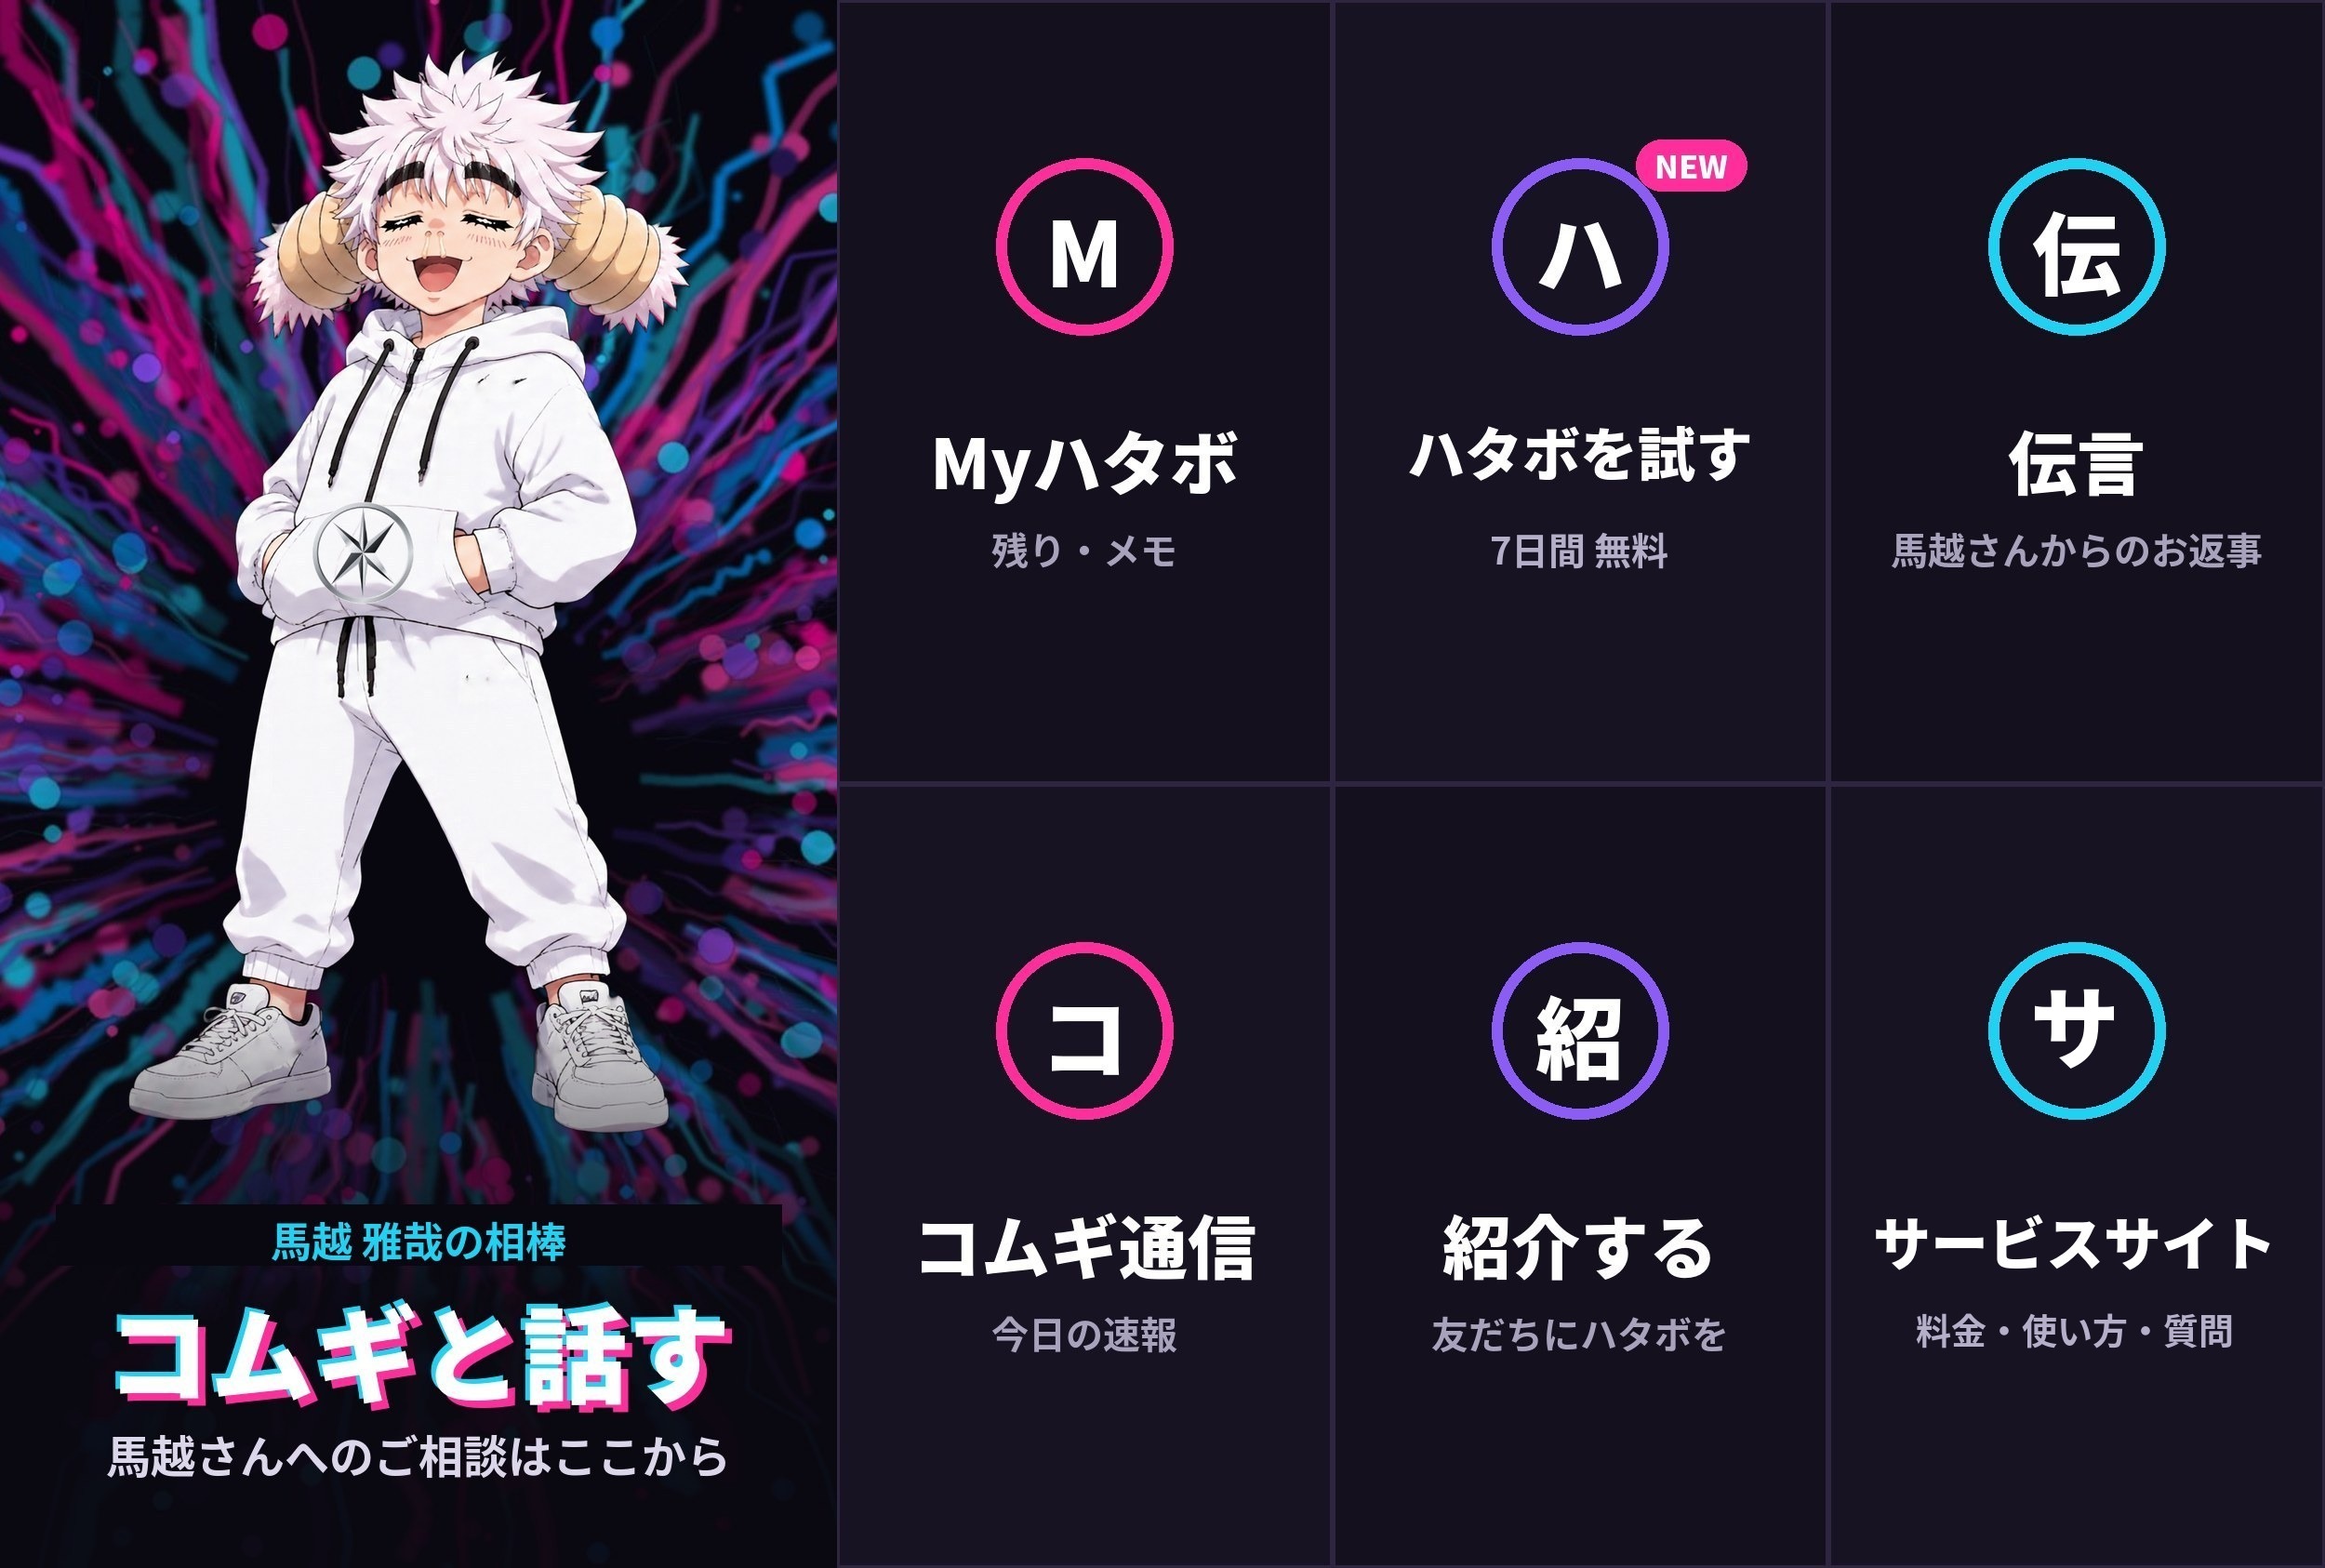 馬越 雅哉の相棒
コムギと話す
馬越さんへのご相談はここから
M
Myハタボ
残り・メモ
NEW
ハ
ハタボを試す
7日間 無料
伝
伝言
馬越さんからのお返事
コ
コムギ通信
今日の速報
紹
紹介する
友だちにハタボを
サ
サービスサイト
料金・使い方・質問